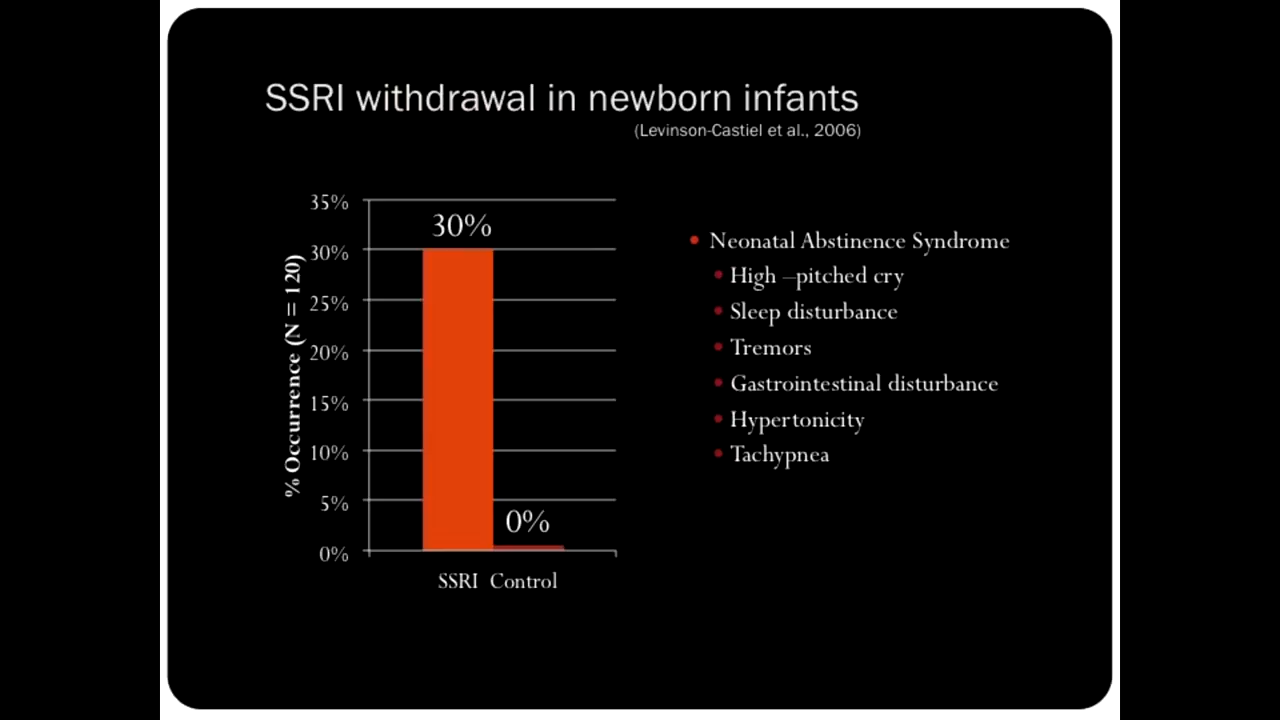 SSRI withdrawal in newborn infants
(Levinson-Castiel et al., 2006)
% Occurrence (N = 120)
35%
30%
25%
20%
15%
10%
5%
0%
30%
0%
SSRI Control
• Neonatal Abstinence Syndrome
• High –pitched cry
• Sleep disturbance
• Tremors
• Gastrointestinal disturbance
• Hypertonicity
• Tachypnea